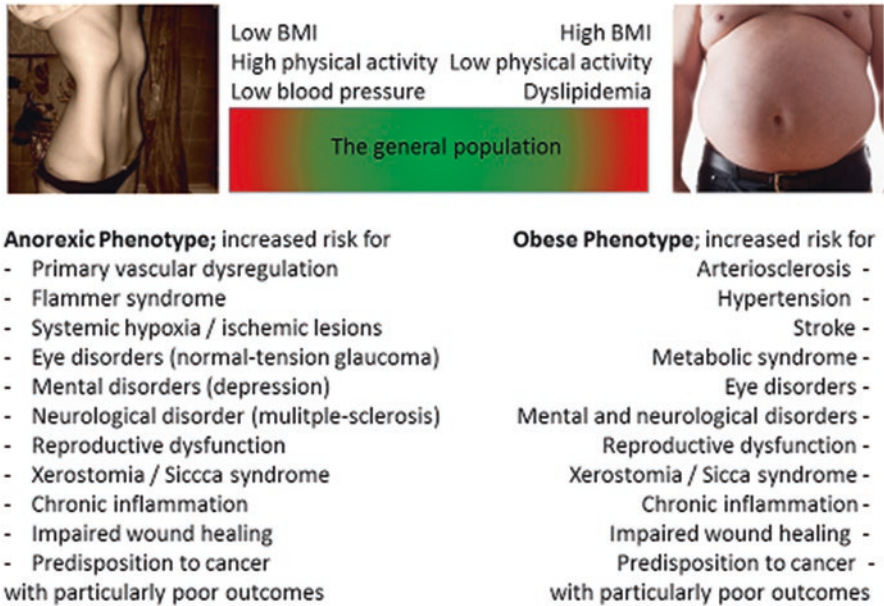 Low BMI
High physical activity
Low blood pressure
High BMI
Low physical activity
Dyslipidemia
The general population
Anorexic Phenotype; increased risk for
- Primary vascular dysregulation
- Flammer syndrome
- Systemic hypoxia / ischemic lesions
- Eye disorders (normal-tension glaucoma)
- Mental disorders (depression)
- Neurological disorder (mulitple-sclerosis)
- Reproductive dysfunction
- Xerostomia / Siccca syndrome
- Chronic inflammation
- Impaired wound healing
- Predisposition to cancer
with particularly poor outcomes
Obese Phenotype; increased risk for
Arteriosclerosis -
Hypertension -
Stroke -
Metabolic syndrome -
Eye disorders -
Mental and neurological disorders -
Reproductive dysfunction -
Xerostomia / Sicca syndrome -
Chronic inflammation -
Impaired wound healing -
Predisposition to cancer -
with particularly poor outcomes